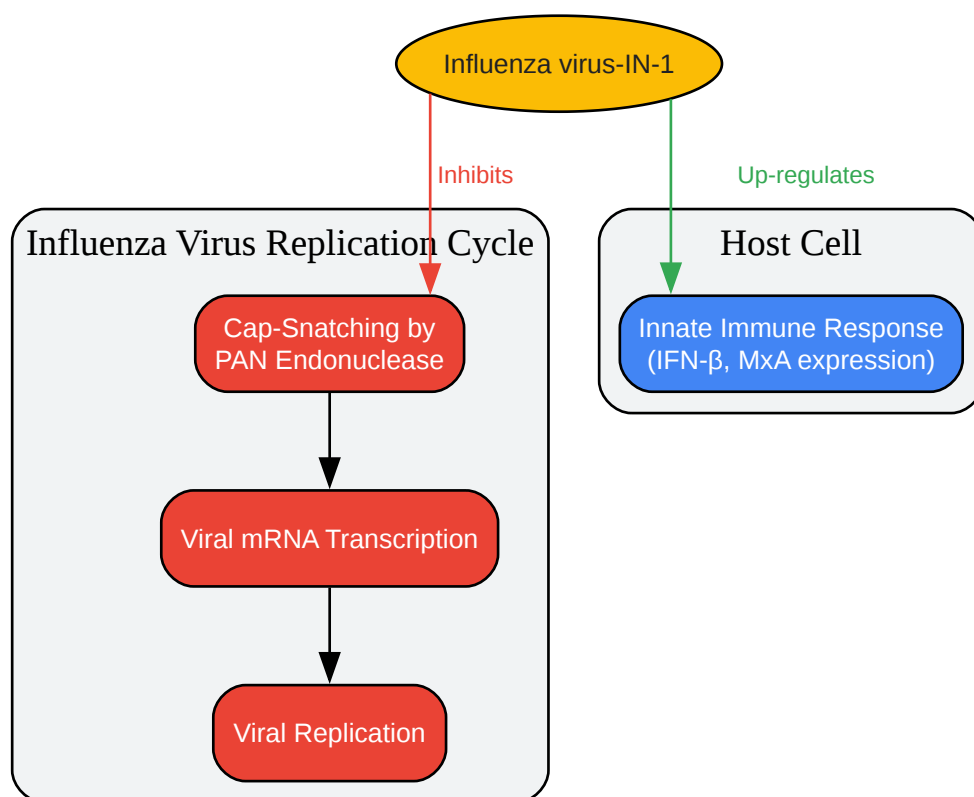 Influenza virus-IN-1
Inhibits
Up-regulates
Influenza Virus Replication Cycle
Host Cell
Cap-Snatching by
PAN Endonuclease
Innate Immune Response
(IFN-β, MxA expression)
Viral mRNA Transcription
Viral Replication